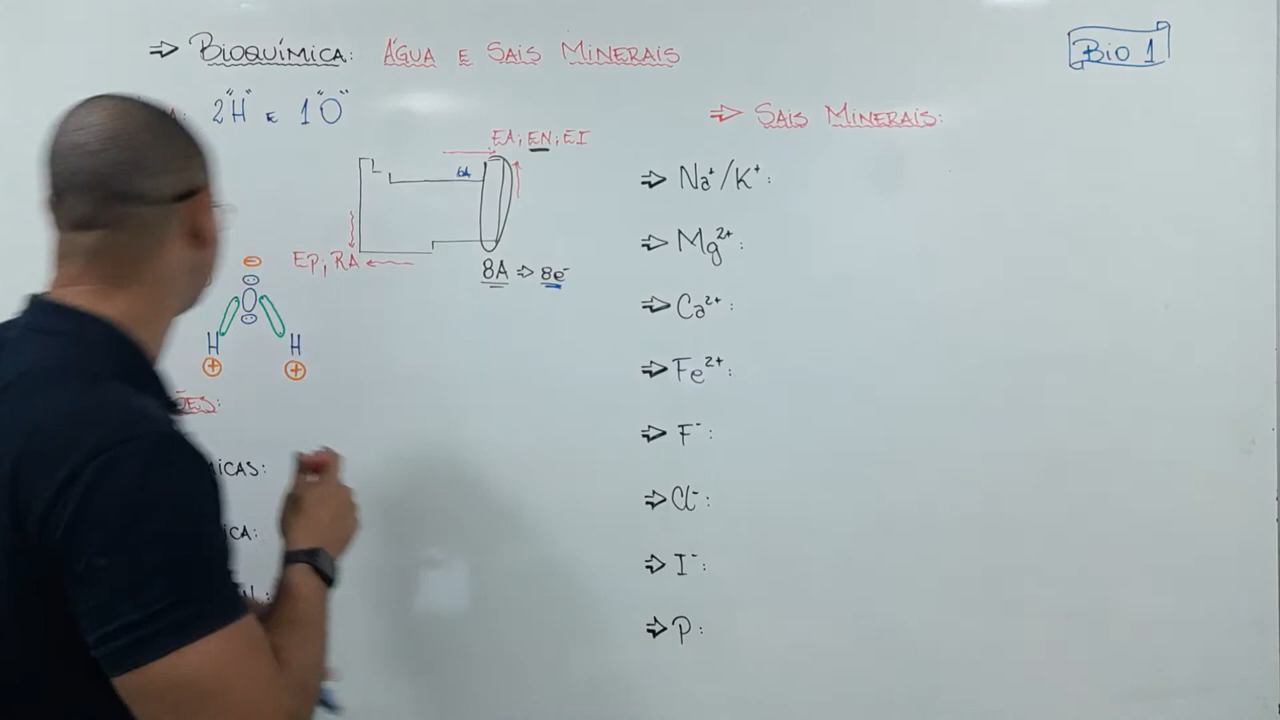 ⇒ BIOQUÍMICA: ÁGUA E SAIS MINERAIS
Bio 1
2"H" E 1"O"
EA; EN; EI
6A
EP; RA
8A ⇒ 8e⁻
⊖
O
H H
⊕ ⊕
⇒ SAIS MINERAIS:
⇒ Na⁺/K⁺:
⇒ Mg²⁺:
⇒ Ca²⁺:
⇒ Fe²⁺:
⇒ F⁻:
⇒ Cl⁻:
⇒ I⁻:
⇒ P: